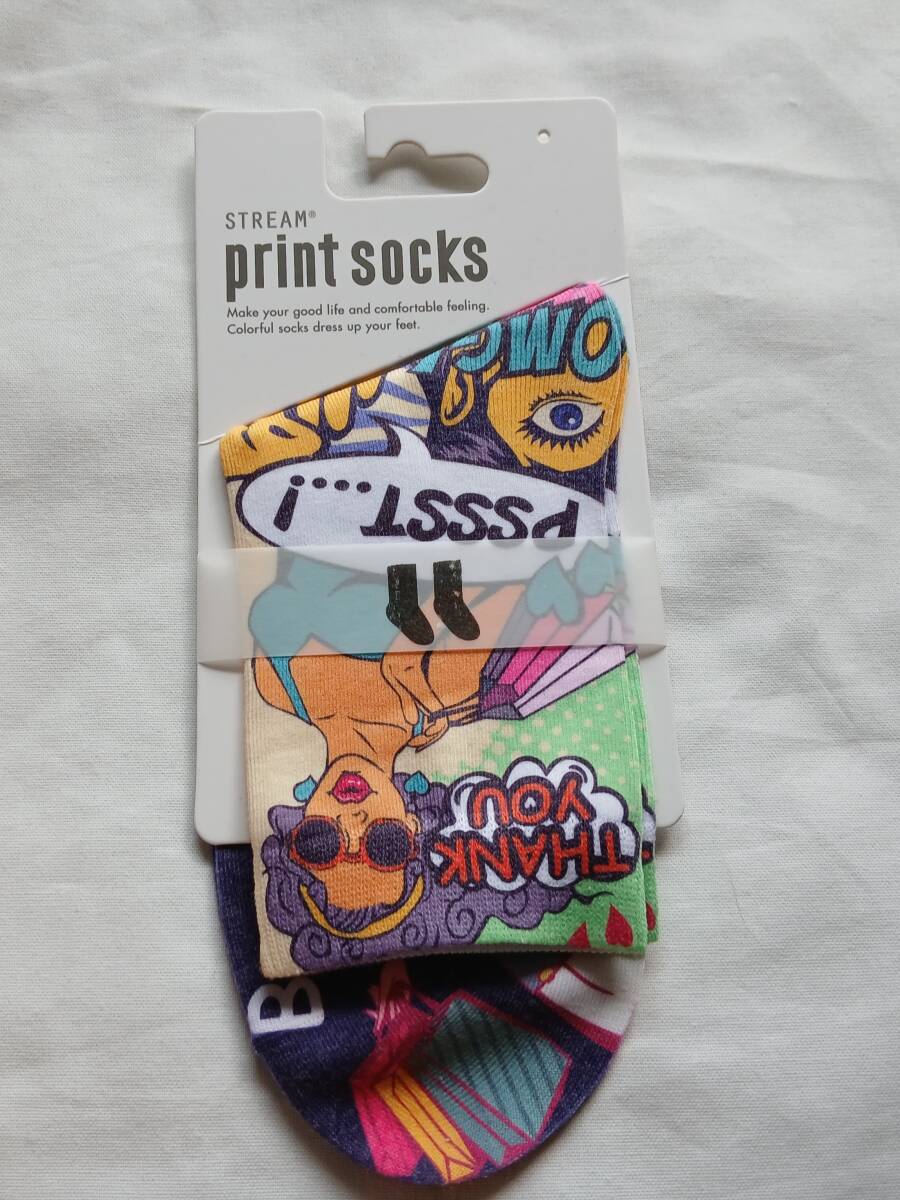 STREAM®
print socks
Make your good life and comfortable feeling.
Colorful socks dress up your feet.
PSSST....!
THANK
YOU
B